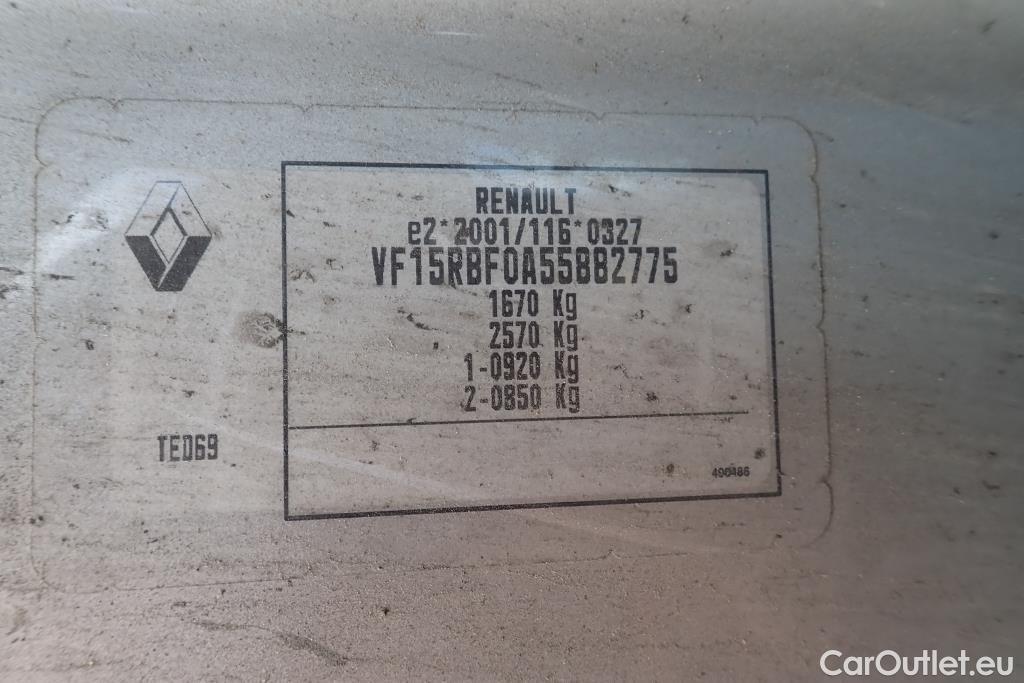 RENAULT
e2*2001/116*0327
VF15RBF0A55882775
1670 Kg
2570 Kg
1-0920 Kg
2-0850 Kg
TED69
490486
CarOutlet.eu